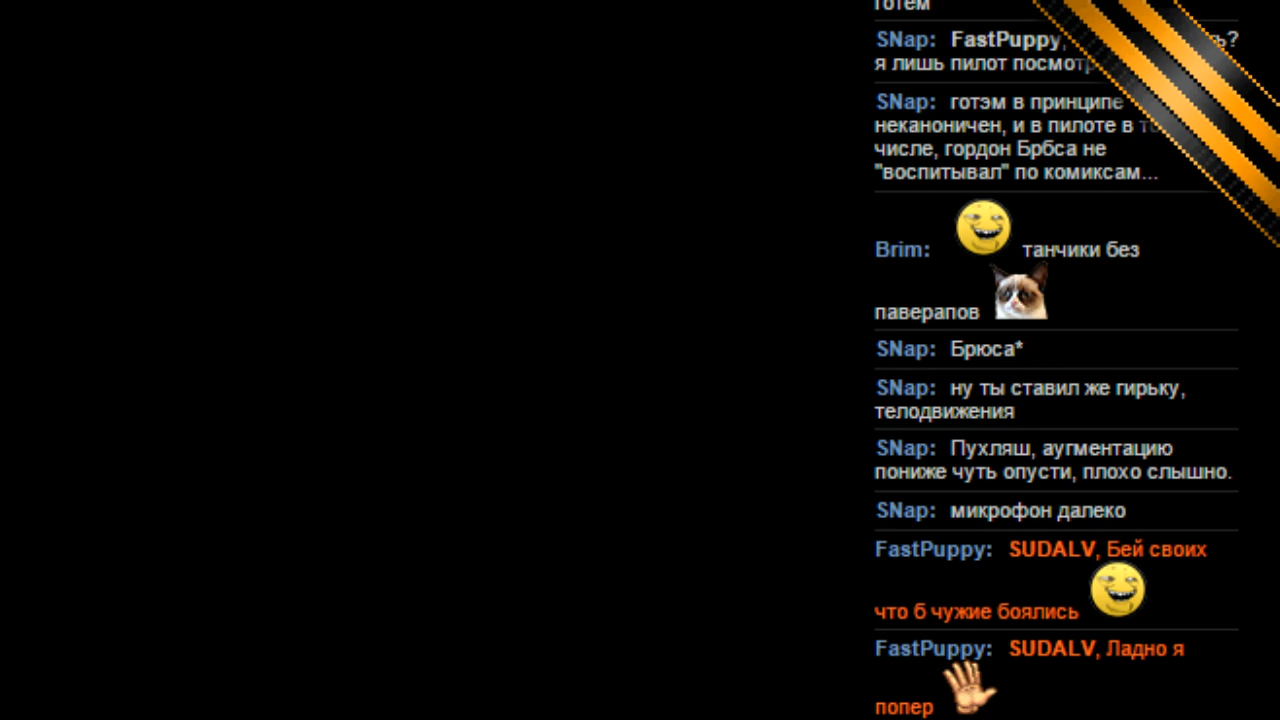 готем
SNap: FastPuppy, ь?
я лишь пилот посмотр
SNap: готэм в принципе
неканоничен, и в пилоте в то
числе, гордон Брбса не
"воспитывал" по комиксам...
Brim: танчики без
паверапов
SNap: Брюса*
SNap: ну ты ставил же гирьку,
телодвижения
SNap: Пухляш, аугментацию
пониже чуть опусти, плохо слышно.
SNap: микрофон далеко
FastPuppy: SUDALV, Бей своих
что б чужие боялись
FastPuppy: SUDALV, Ладно я
попер